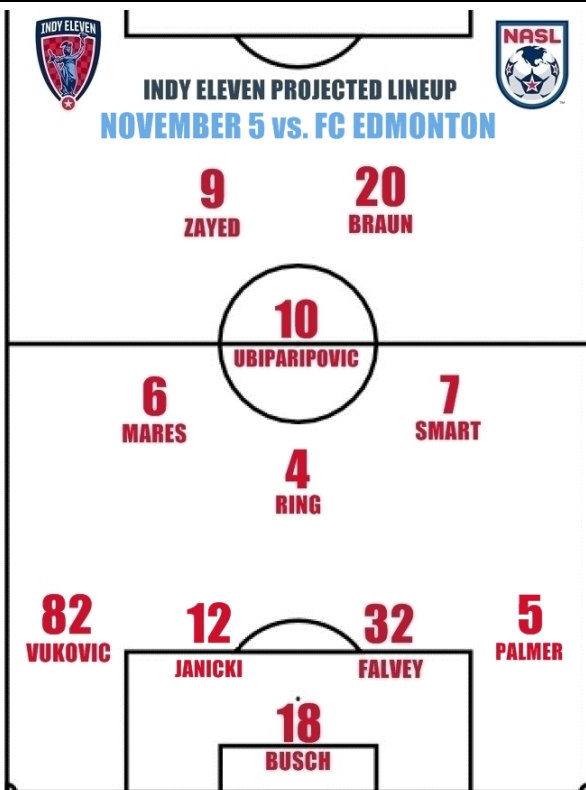 INDY ELEVEN
NASL
INDY ELEVEN PROJECTED LINEUP
NOVEMBER 5 vs. FC EDMONTON
9
ZAYED
20
BRAUN
10
UBIPARIPOVIC
6
MARES
7
SMART
4
RING
82
VUKOVIC
12
JANICKI
32
FALVEY
5
PALMER
18
BUSCH